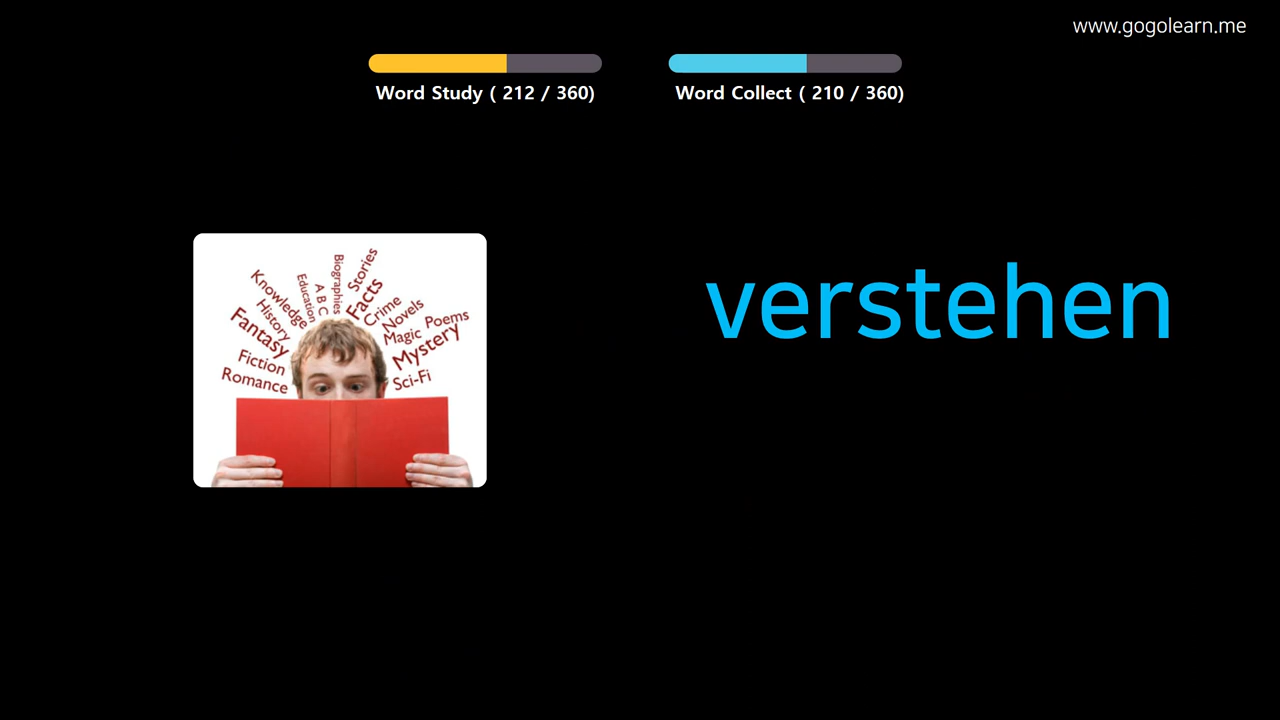 www.gogolearn.me
Word Study ( 212 / 360)
Word Collect ( 210 / 360)
verstehen
Knowledge
History
Fantasy
Fiction
Romance
Education
A B C
Biographies
Stories
Facts
Crime
Novels
Magic
Poems
Mystery
Sci-Fi